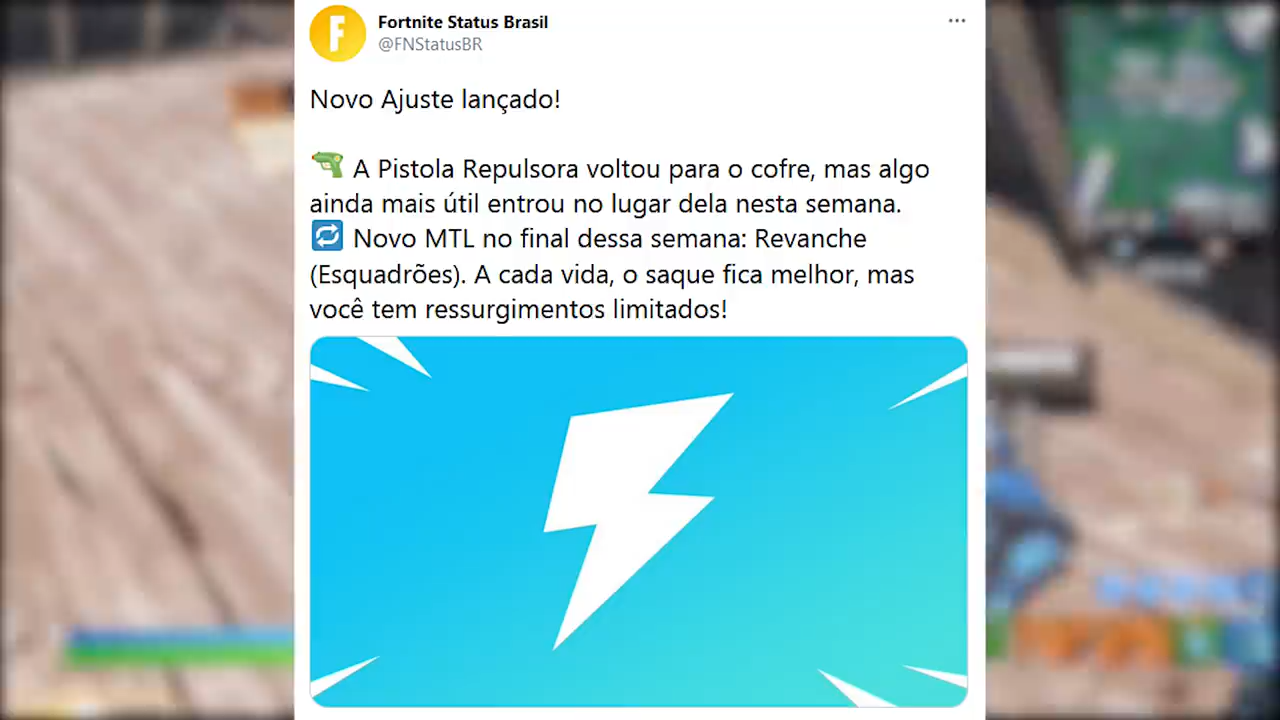 Fortnite Status Brasil
@FNStatusBR
Novo Ajuste lançado!
A Pistola Repulsora voltou para o cofre, mas algo
ainda mais útil entrou no lugar dela nesta semana.
Novo MTL no final dessa semana: Revanche
(Esquadrões). A cada vida, o saque fica melhor, mas
você tem ressurgimentos limitados!